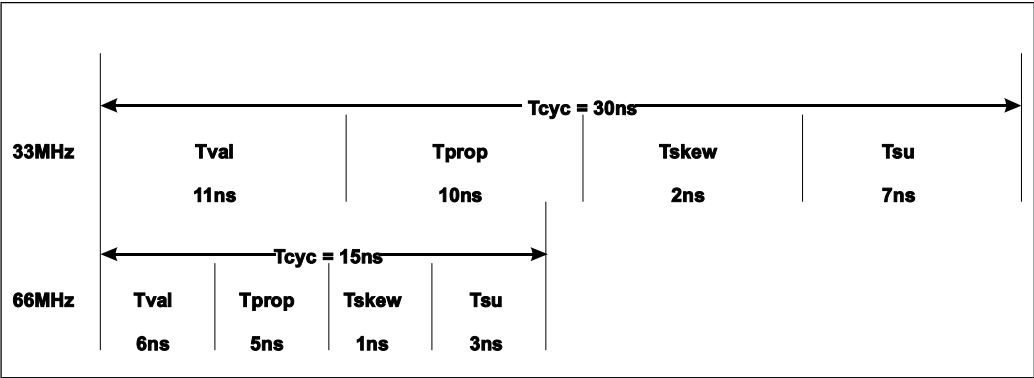 Tcyc = 30ns
33MHz Tval Tprop Tskew Tsu
11ns 10ns 2ns 7ns
Tcyc = 15ns
66MHz Tval Tprop Tskew Tsu
6ns 5ns 1ns 3ns